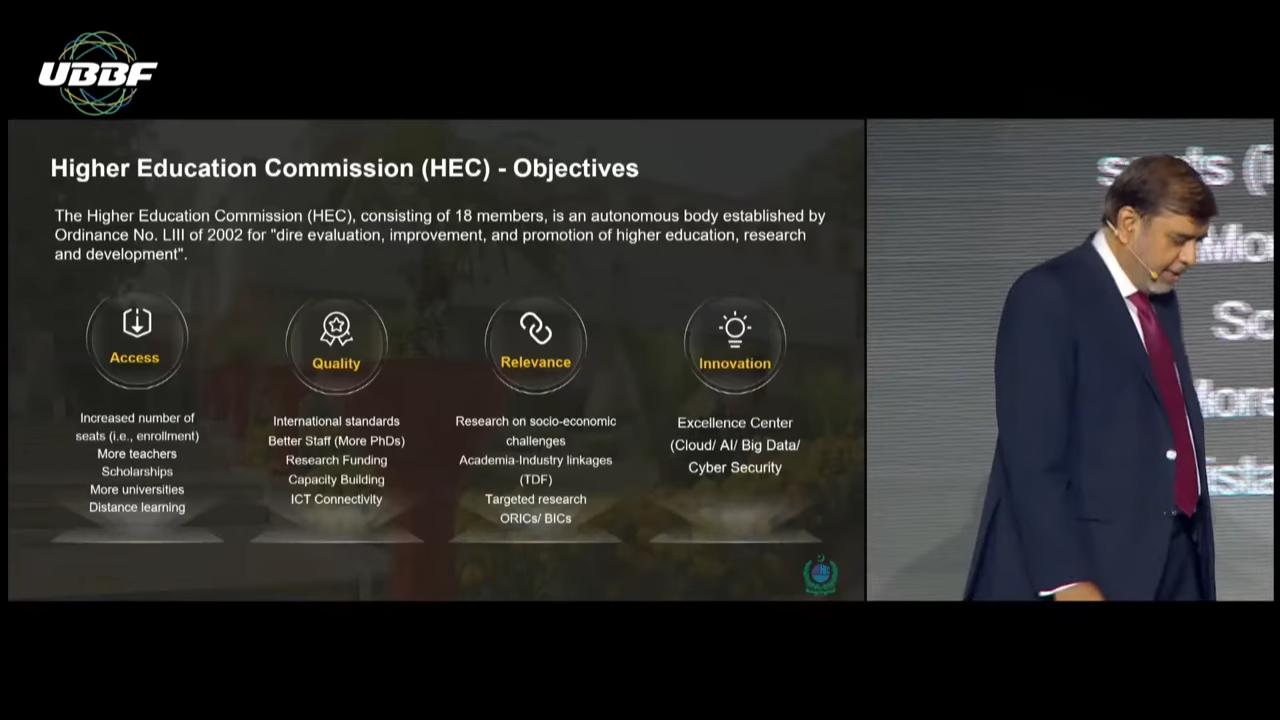 UBBF
Higher Education Commission (HEC) - Objectives
The Higher Education Commission (HEC), consisting of 18 members, is an autonomous body established by
Ordinance No. LIII of 2002 for "dire evaluation, improvement, and promotion of higher education, research
and development".
Access
Increased number of
seats (i.e., enrollment)
More teachers
Scholarships
More universities
Distance learning
Quality
International standards
Better Staff (More PhDs)
Research Funding
Capacity Building
ICT Connectivity
Relevance
Research on socio-economic
challenges
Academia-Industry linkages
(TDF)
Targeted research
ORICs/ BICs
Innovation
Excellence Center
(Cloud/ AI/ Big Data/
Cyber Security
HEC